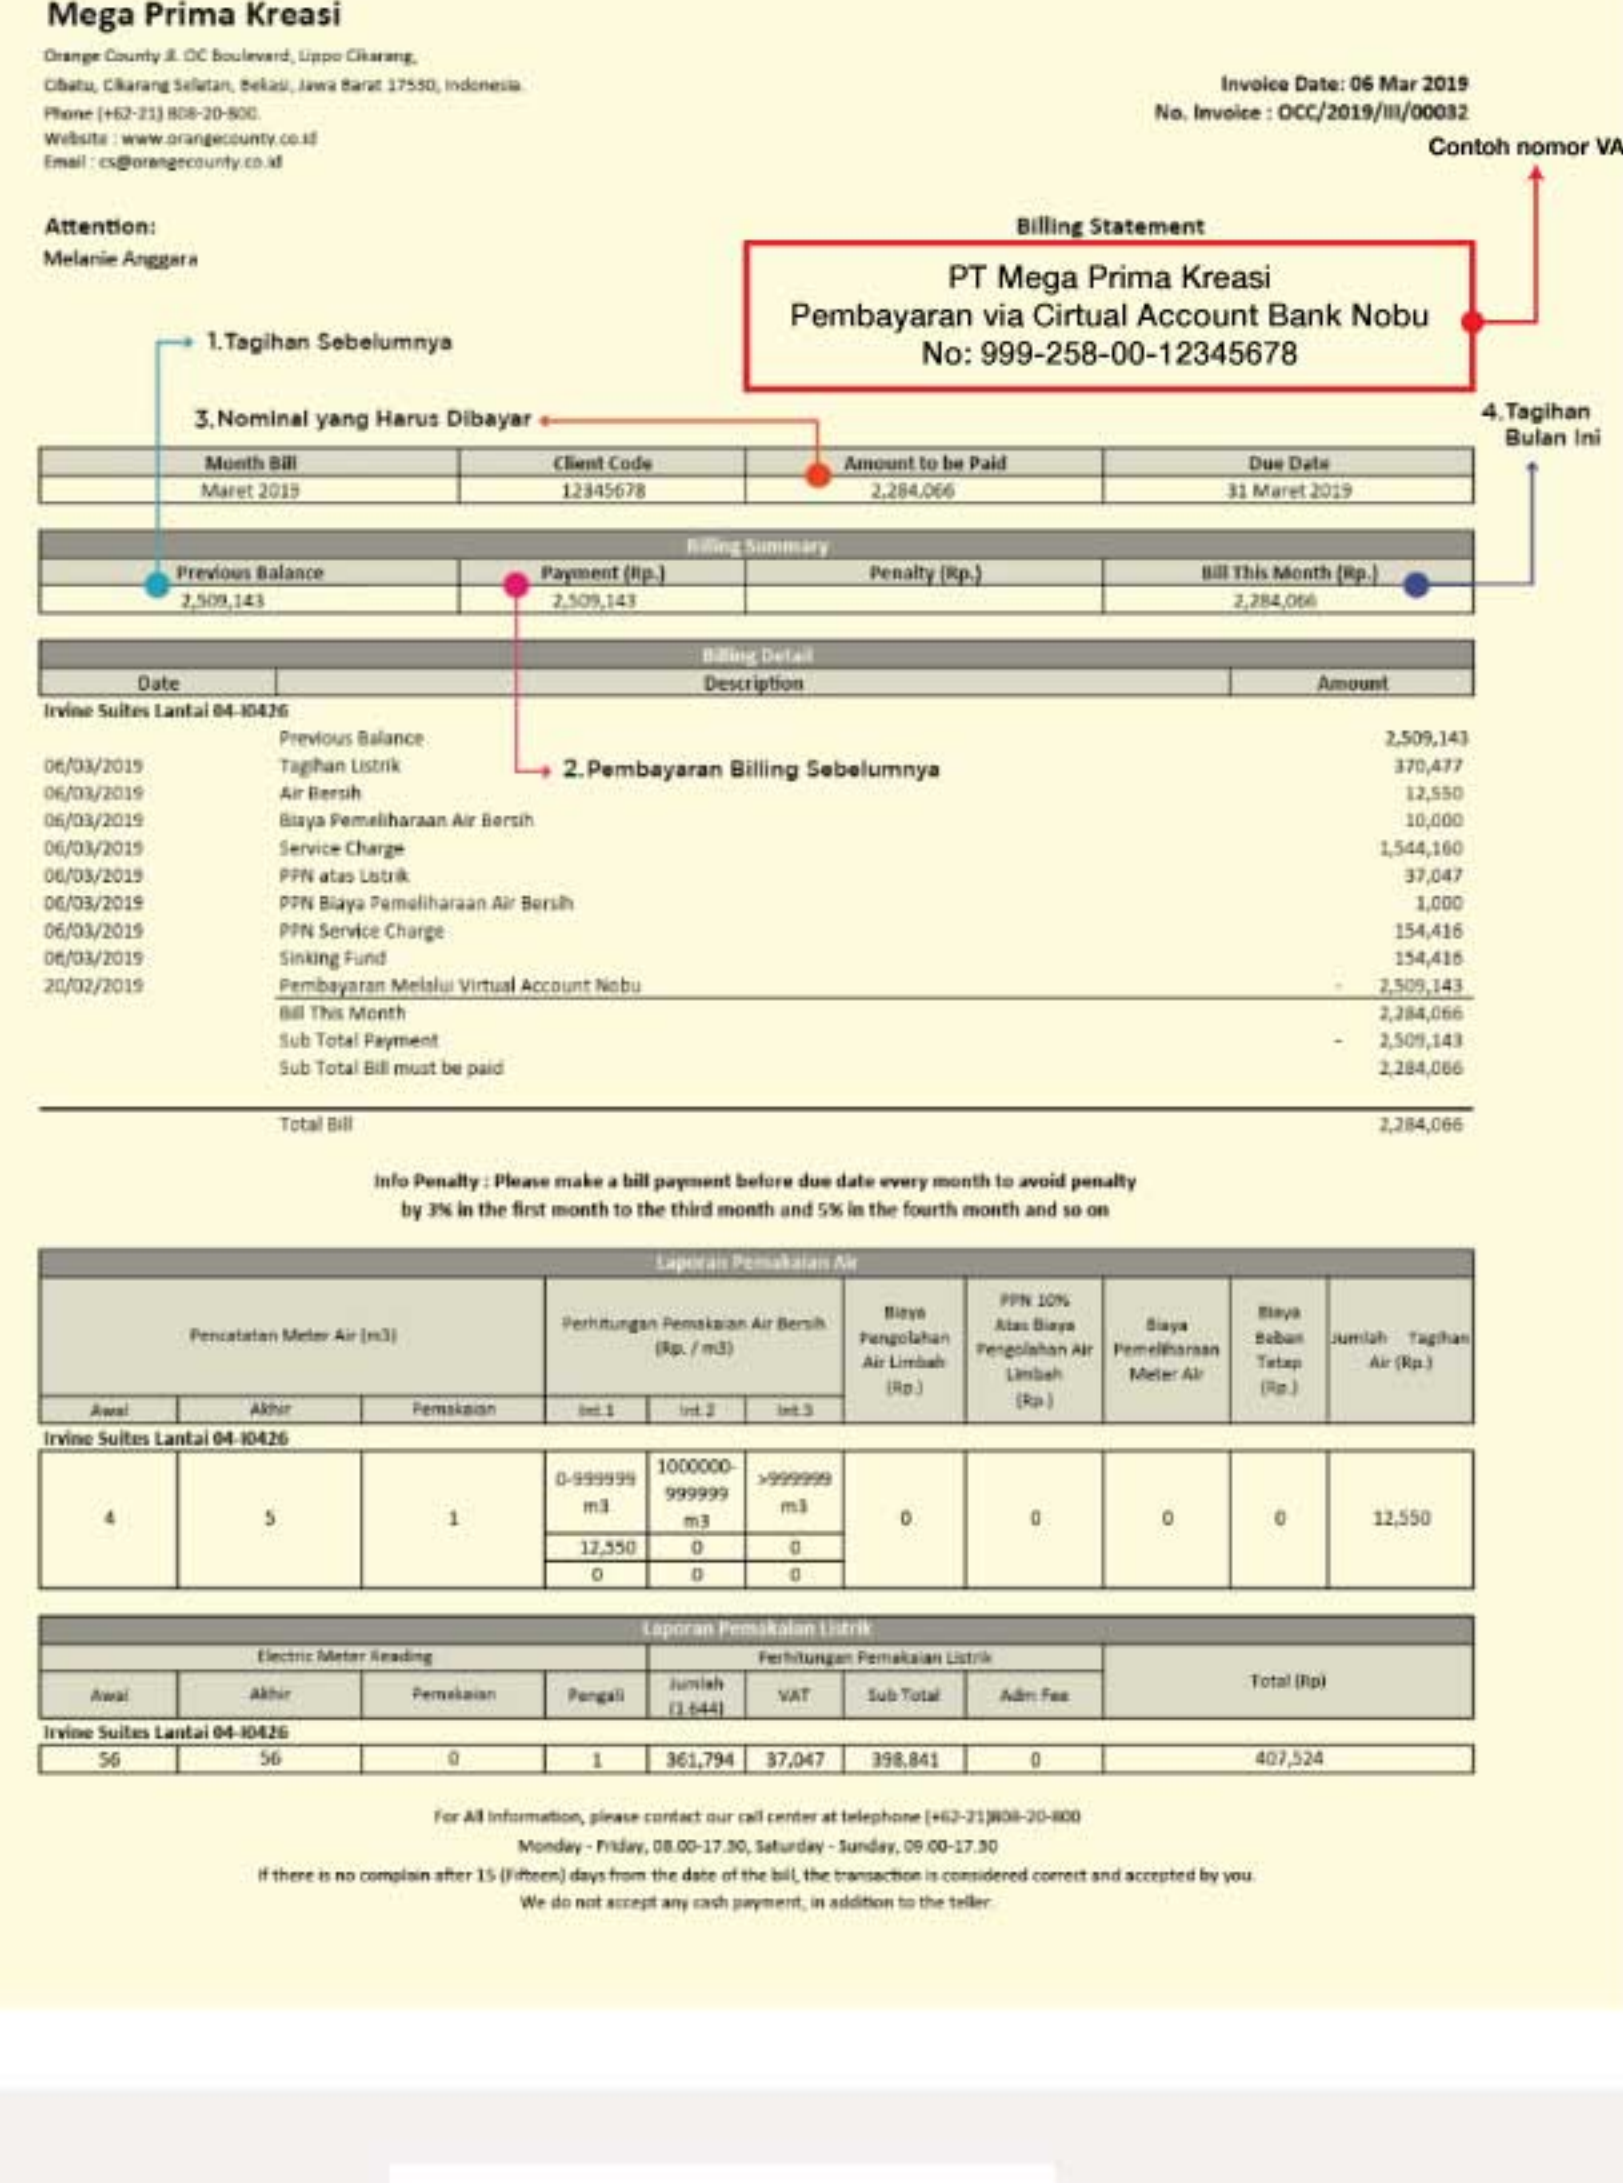 Mega Prima Kreasi
Orange County Jl. OC Boulevard, Lippo Cikarang,
Cibatu, Cikarang Selatan, Bekasi, Jawa Barat 17530, Indonesia.
Phone (+62-21) 808-20-800.
Website : www.orangecounty.co.id
Email : cs@orangecounty.co.id
Invoice Date: 06 Mar 2019
No. Invoice : OCC/2019/III/00032
Contoh nomor VA
Attention:
Melanie Anggara
Billing Statement
PT Mega Prima Kreasi
Pembayaran via Cirtual Account Bank Nobu
No: 999-258-00-12345678
1.Tagihan Sebelumnya
3.Nominal yang Harus Dibayar
4.Tagihan
Bulan Ini
Month Bill Client Code Amount to be Paid Due Date
Maret 2019 12345678 2,284,066 31 Maret 2019
Billing Summary
Previous Balance Payment (Rp.) Penalty (Rp.) Bill This Month (Rp.)
2,509,143 2,509,143 2,284,066
Billing Detail
Date Description Amount
Irvine Suites Lantai 04-I0426
Previous Balance 2,509,143
06/03/2019 Tagihan Listrik 370,477
2.Pembayaran Billing Sebelumnya
06/03/2019 Air Bersih 12,550
06/03/2019 Biaya Pemeliharaan Air Bersih 10,000
06/03/2019 Service Charge 1,544,160
06/03/2019 PPN atas Listrik 37,047
06/03/2019 PPN Biaya Pemeliharaan Air Bersih 1,000
06/03/2019 PPN Service Charge 154,416
06/03/2019 Sinking Fund 154,416
20/02/2019 Pembayaran Melalui Virtual Account Nobu - 2,509,143
Bill This Month 2,284,066
Sub Total Payment - 2,509,143
Sub Total Bill must be paid 2,284,066
Total Bill 2,284,066
Info Penalty : Please make a bill payment before due date every month to avoid penalty
by 3% in the first month to the third month and 5% in the fourth month and so on
Laporan Pemakaian Air
Pencatatan Meter Air (m3)
Perhitungan Pemakaian Air Bersih
(Rp. / m3)
Biaya
Pengolahan
Air Limbah
(Rp.)
PPN 10%
Atas Biaya
Pengolahan Air
Limbah
(Rp.)
Biaya
Pemeliharaan
Meter Air
Biaya
Beban
Tetap
(Rp.)
Jumlah Tagihan
Air (Rp.)
Awal Akhir Pemakaian Int.1 Int.2 Int.3
Irvine Suites Lantai 04-I0426
4 5 1
0-999999
m3
1000000-
999999
m3
>999999
m3
0 0 0 0 12,550
12,550 0 0
0 0 0
Laporan Pemakaian Listrik
Electric Meter Reading Perhitungan Pemakaian Listrik Total (Rp)
Awal Akhir Pemakaian Pengali Jumlah
(1.644) VAT Sub Total Adm Fee
Irvine Suites Lantai 04-I0426
56 56 0 1 361,794 37,047 398,841 0 407,524
For All Information, please contact our call center at telephone (+62-21)808-20-800
Monday - Friday, 08.00-17.30, Saturday - Sunday, 09.00-17.30
If there is no complain after 15 (Fifteen) days from the date of the bill, the transaction is considered correct and accepted by you.
We do not accept any cash payment, in addition to the teller.